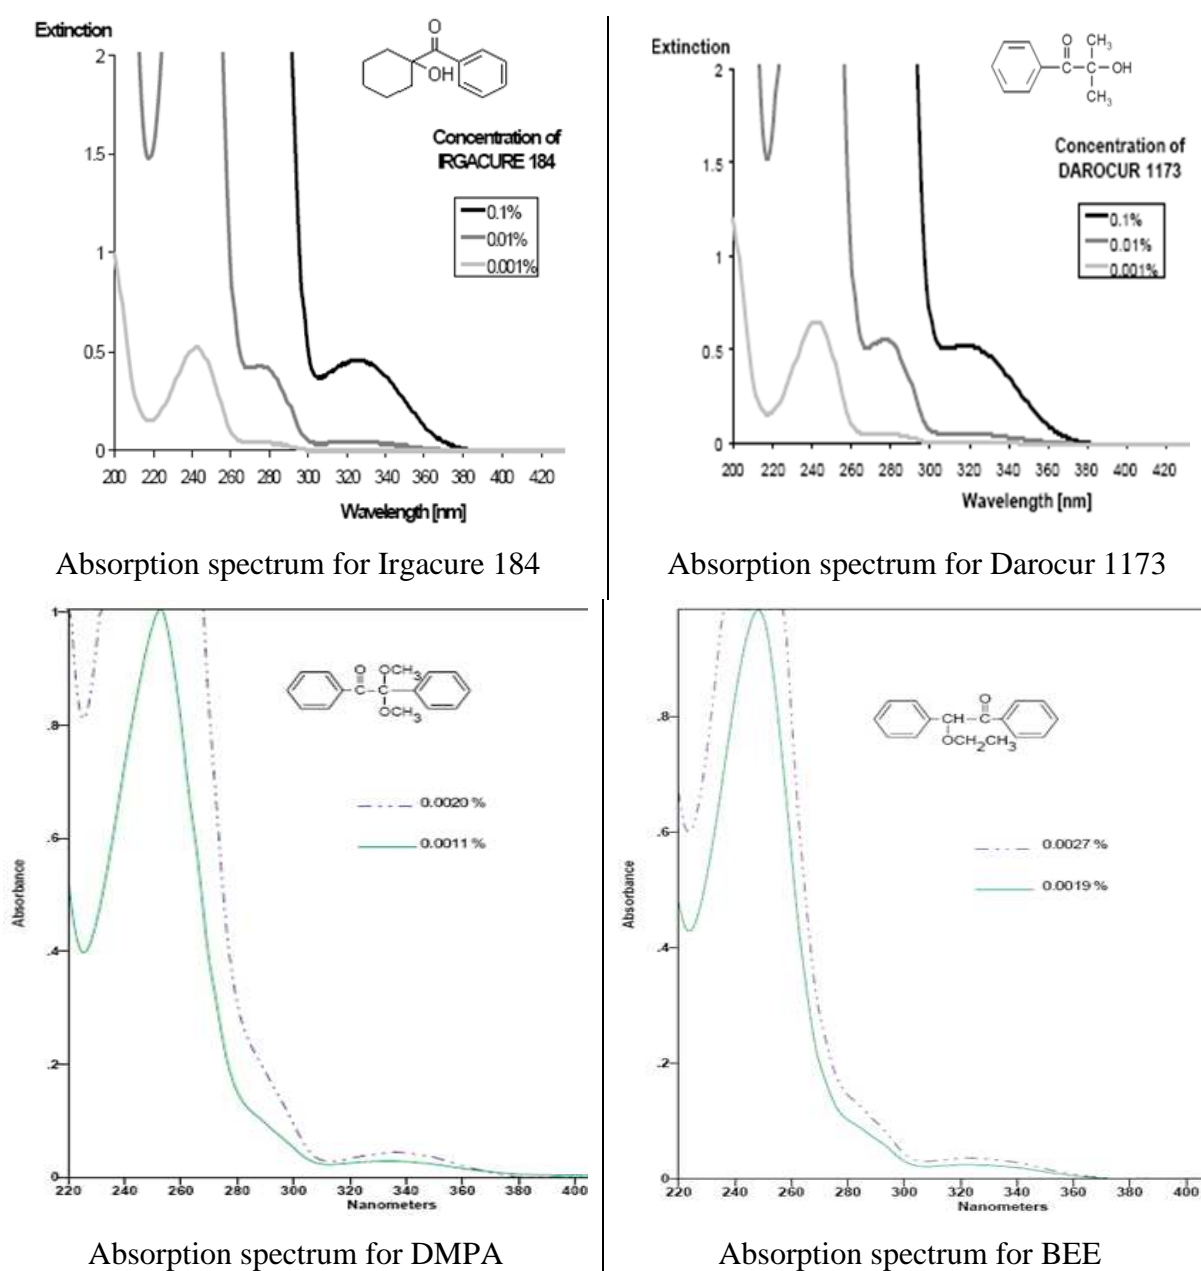 Extinction
2
1.5
1
0.5
0
200 220 240 260 280 300 320 340 360 380 400 420
Wavelength [nm]
O
OH
Concentration of
IRGACURE 184
0.1%
0.01%
0.001%
Absorption spectrum for Irgacure 184
Extinction
2
1.5
1
0.5
0
200 220 240 260 280 300 320 340 360 380 400 420
Wavelength [nm]
O CH3
C C OH
CH3
Concentration of
DAROCUR 1173
0.1%
0.01%
0.001%
Absorption spectrum for Darocur 1173
1
.8
.6
.4
.2
0
Absorbance
220 240 260 280 300 320 340 360 380 400
Nanometers
O OCH3
C C
OCH3
0.0020 %
0.0011 %
Absorption spectrum for DMPA
.8
.6
.4
.2
0
Absorbance
220 240 260 280 300 320 340 360 380 400
Nanometers
O
CH C
OCH2CH3
0.0027 %
0.0019 %
Absorption spectrum for BEE